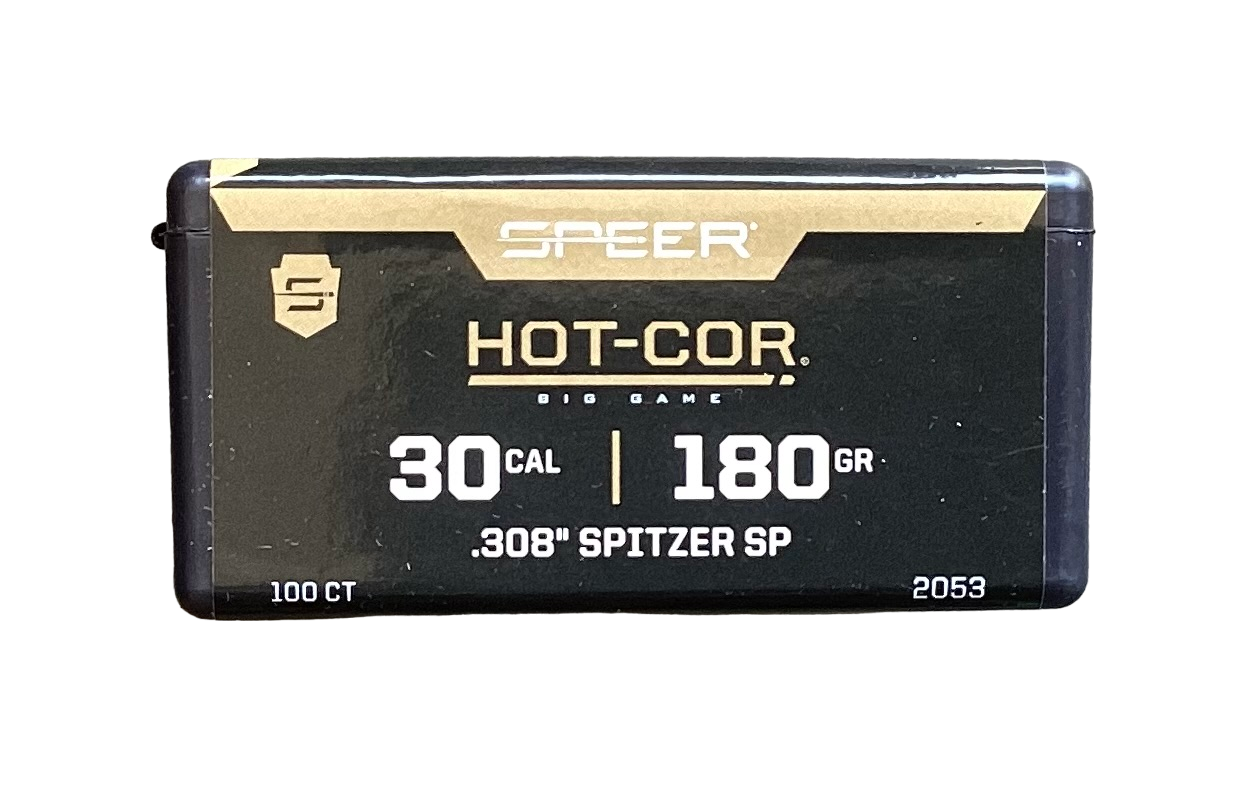 SPEER
S
HOT-COR®
BIG GAME
30 CAL | 180 GR
.308" SPITZER SP
100 CT 2053